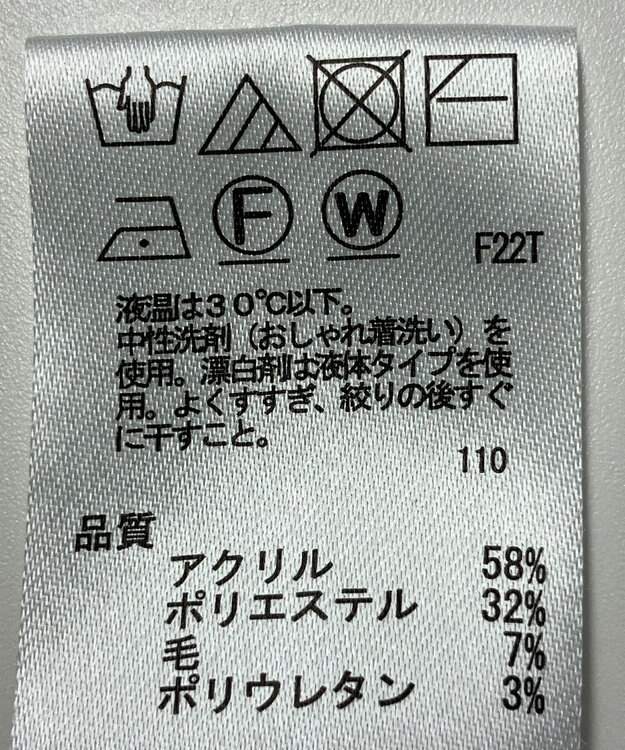 F
W
F22T
液温は30℃以下。
中性洗剤（おしゃれ着洗い）を
使用。漂白剤は液体タイプを使
用。よくすすぎ、絞りの後すぐ
に干すこと。
110
品質
アクリル 58%
ポリエステル 32%
毛 7%
ポリウレタン 3%